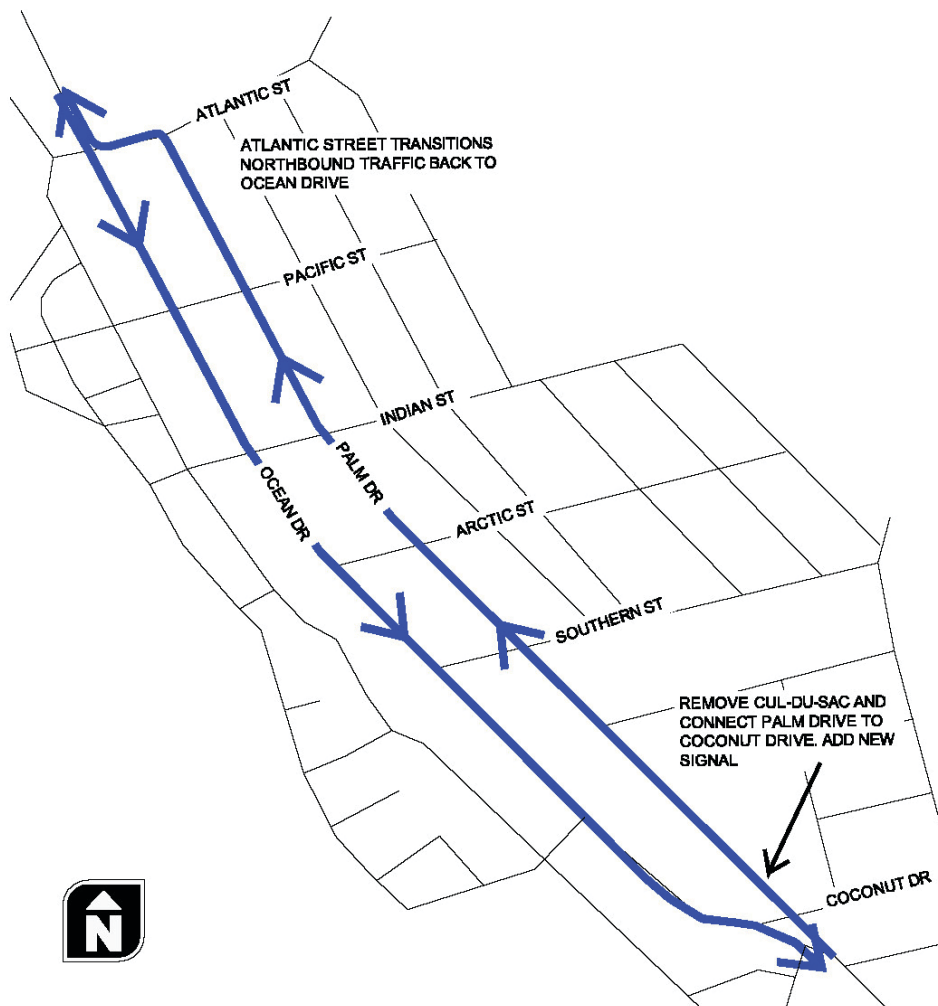 ATLANTIC ST
ATLANTIC STREET TRANSITIONS
NORTHBOUND TRAFFIC BACK TO
OCEAN DRIVE
PACIFIC ST
INDIAN ST
PALM DR
OCEAN DR
ARCTIC ST
SOUTHERN ST
REMOVE CUL-DU-SAC AND
CONNECT PALM DRIVE TO
COCONUT DRIVE. ADD NEW
SIGNAL
COCONUT DR
N